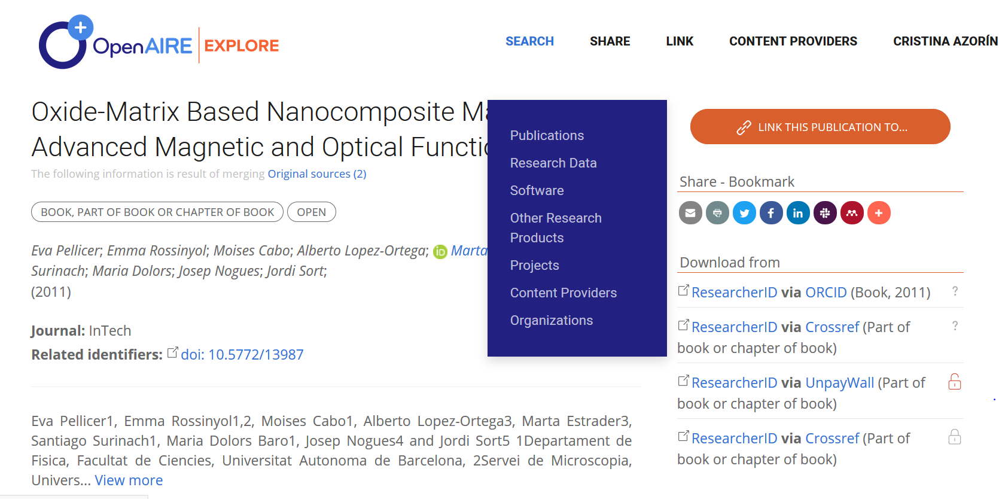 OpenAIRE EXPLORE
SEARCH SHARE LINK CONTENT PROVIDERS CRISTINA AZORÍN
Oxide-Matrix Based Nanocomposite
Advanced Magnetic and Optical
The following information is result of merging Original sources (2)
BOOK, PART OF BOOK OR CHAPTER OF BOOK OPEN
Eva Pellicer; Emma Rossinyol; Moises Cabo; Alberto Lopez-Ortega; iD Marta
Surinach; Maria Dolors; Josep Nogues; Jordi Sort;
(2011)
Journal: InTech
Related identifiers: doi: 10.5772/13987
Eva Pellicer1, Emma Rossinyol1,2, Moises Cabo1, Alberto Lopez-Ortega3, Marta Estrader3,
Santiago Surinach1, Maria Dolors Baro1, Josep Nogues4 and Jordi Sort5 1Departament de
Fisica, Facultat de Ciencies, Universitat Autonoma de Barcelona, 2Servei de Microscopia,
Univers... View more
Publications
Research Data
Software
Other Research
Products
Projects
Content Providers
Organizations
LINK THIS PUBLICATION TO...
Share - Bookmark
Download from
ResearcherID via ORCID (Book, 2011) ?
ResearcherID via Crossref (Part of ?
book or chapter of book)
ResearcherID via UnpayWall (Part of
book or chapter of book)
ResearcherID via Crossref (Part of
book or chapter of book)